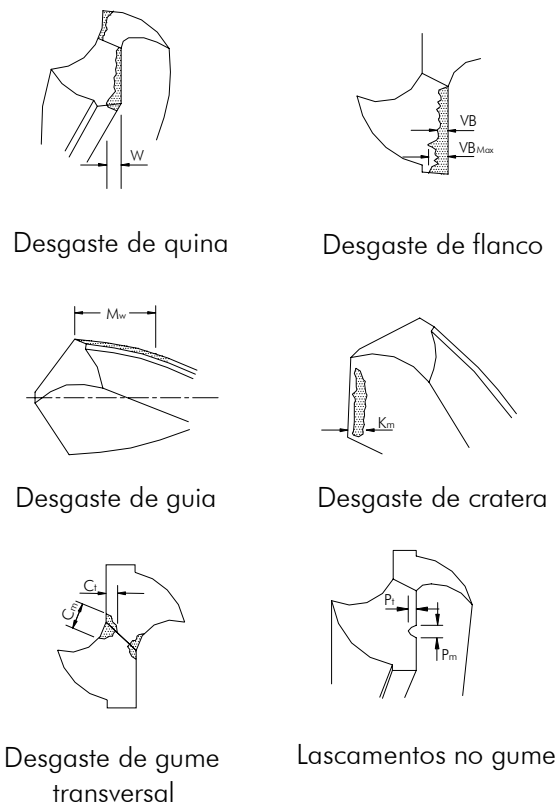 W
VB
VBMax
Desgaste de quina
Desgaste de flanco
Mw
Km
Desgaste de guia
Desgaste de cratera
Ct
Cm
Pt
Pm
Desgaste de gume
transversal
Lascamentos no gume